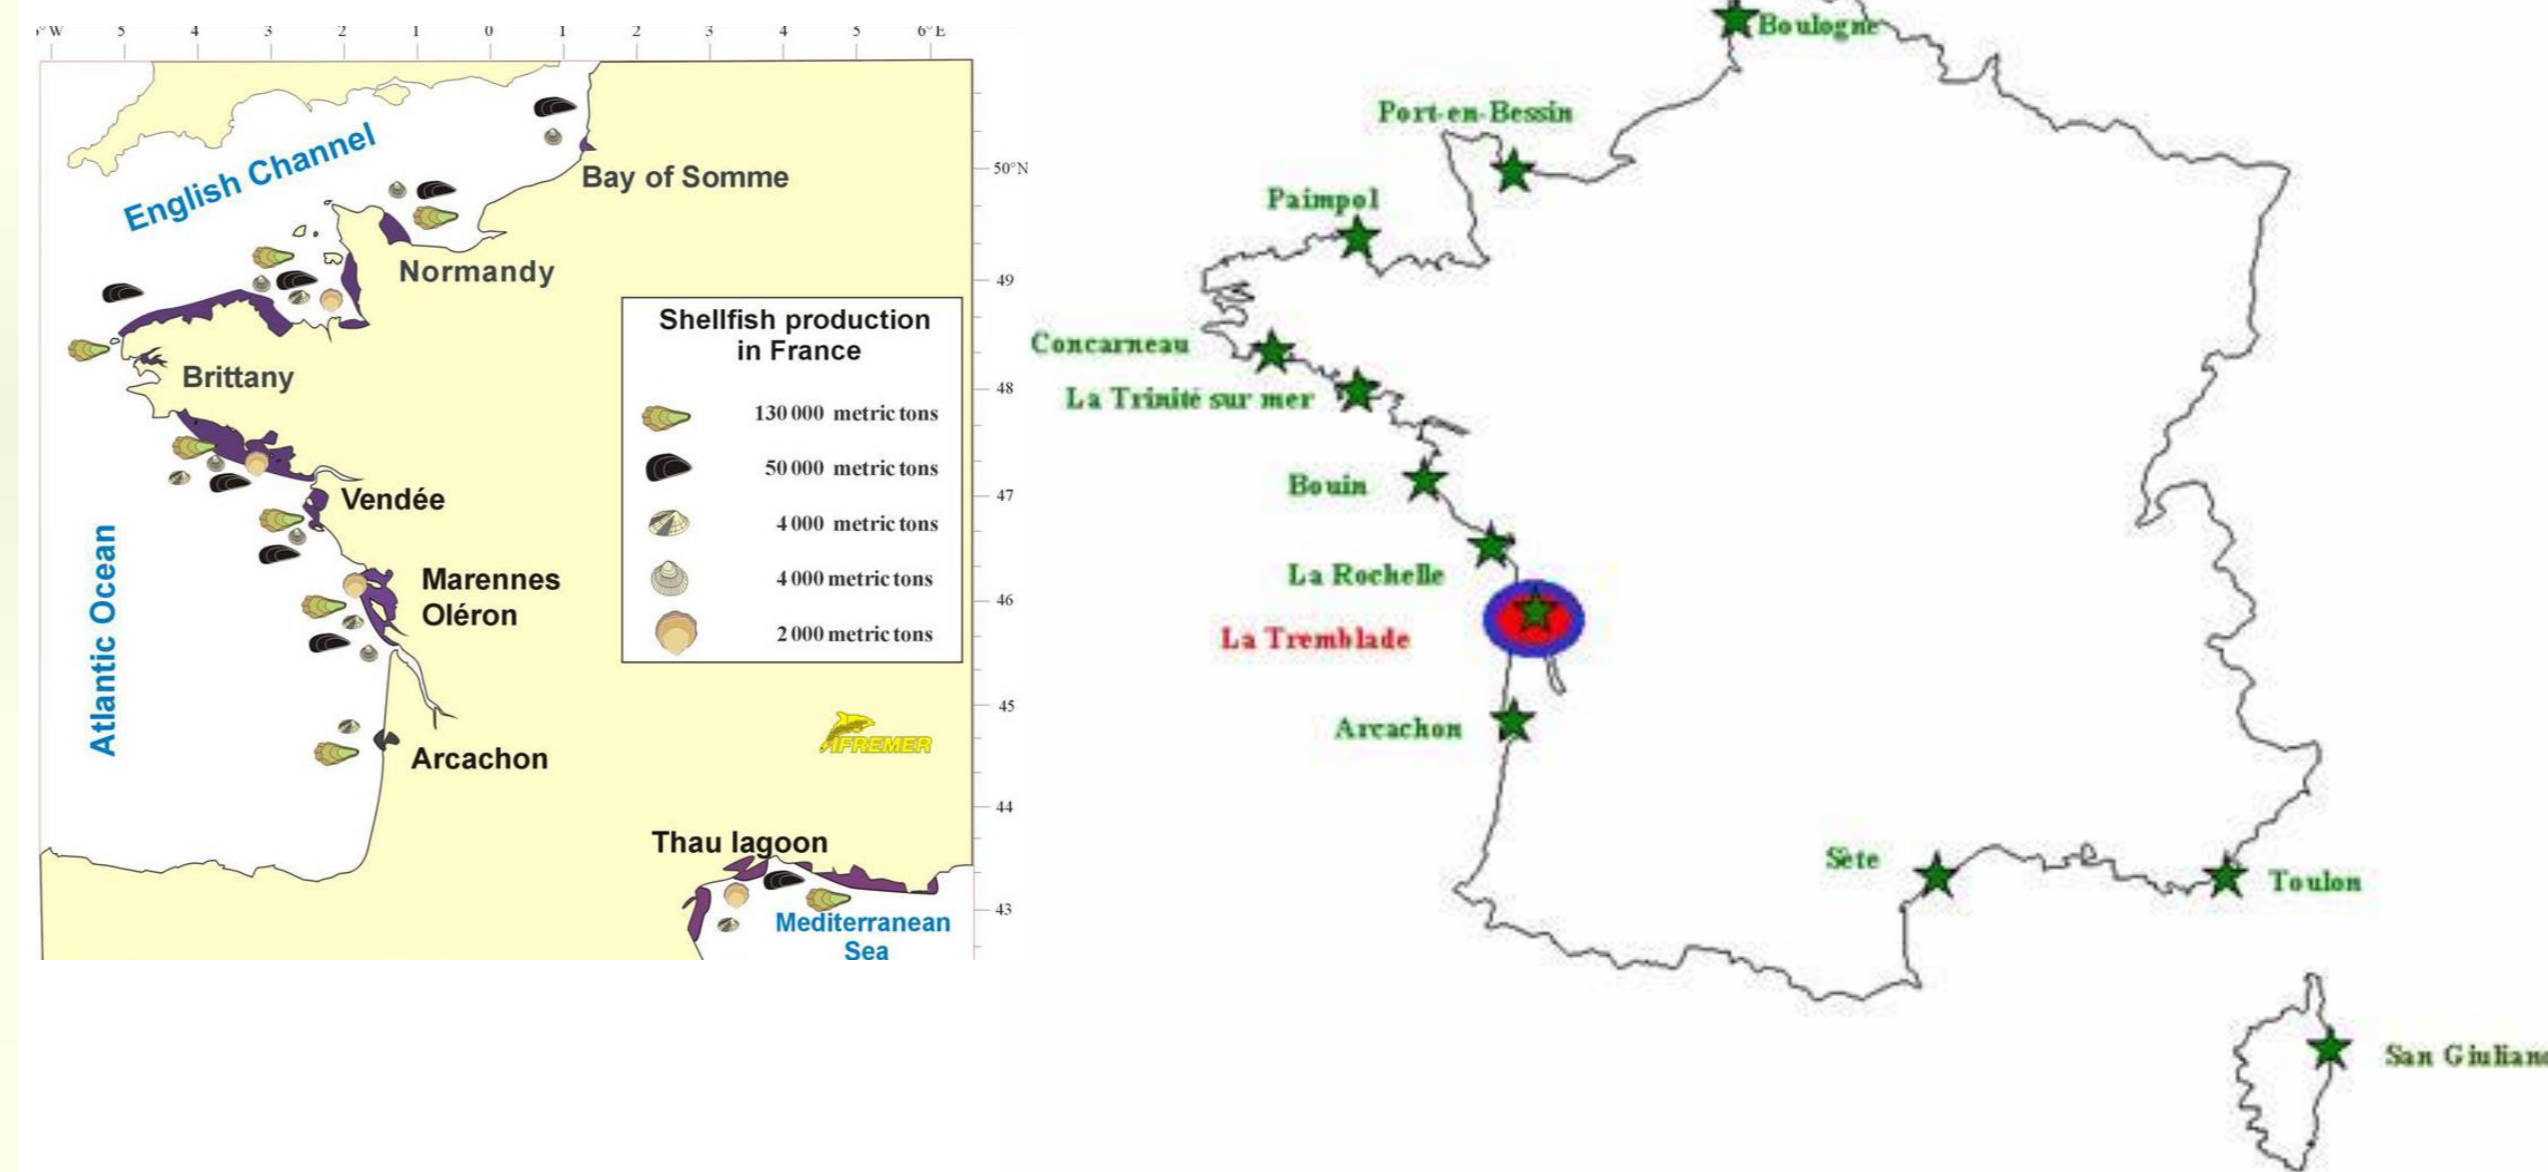 5 4 3 2 1 0 1 2 3 4 5 6°E
English Channel
Bay of Somme
50°N
Normandy
49
Brittany
48
Vendée
47
Marennes
Oléron
46
45
Arcachon
44
Thau lagoon
43
Mediterranean
Sea
Atlantic Ocean
Shellfish production
in France
130 000 metric tons
50 000 metric tons
4 000 metric tons
4 000 metric tons
2 000 metric tons
IFREMER
Boulogne
Port-en-Bessin
Paimpol
Concarneau
La Trinité sur mer
Bouin
La Rochelle
La Tremblade
Arcachon
Sète
Toulon